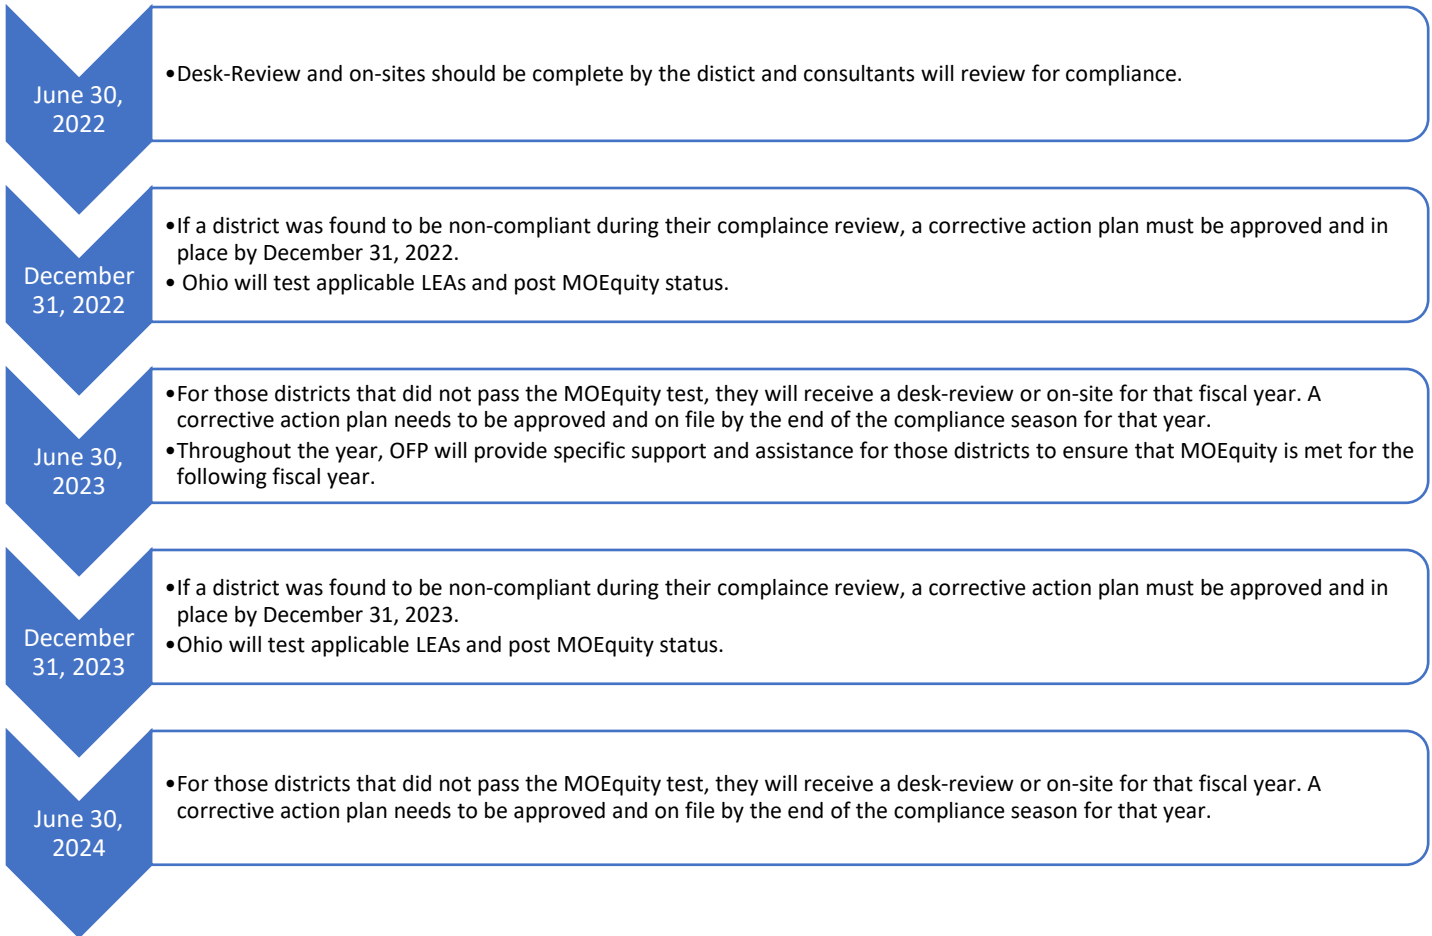 June 30,
2022
•Desk-Review and on-sites should be complete by the distict and consultants will review for compliance.
December
31, 2022
•If a district was found to be non-compliant during their complaince review, a corrective action plan must be approved and in
place by December 31, 2022.
• Ohio will test applicable LEAs and post MOEquity status.
June 30,
2023
•For those districts that did not pass the MOEquity test, they will receive a desk-review or on-site for that fiscal year. A
corrective action plan needs to be approved and on file by the end of the compliance season for that year.
•Throughout the year, OFP will provide specific support and assistance for those districts to ensure that MOEquity is met for the
following fiscal year.
December
31, 2023
•If a district was found to be non-compliant during their complaince review, a corrective action plan must be approved and in
place by December 31, 2023.
•Ohio will test applicable LEAs and post MOEquity status.
June 30,
2024
•For those districts that did not pass the MOEquity test, they will receive a desk-review or on-site for that fiscal year. A
corrective action plan needs to be approved and on file by the end of the compliance season for that year.